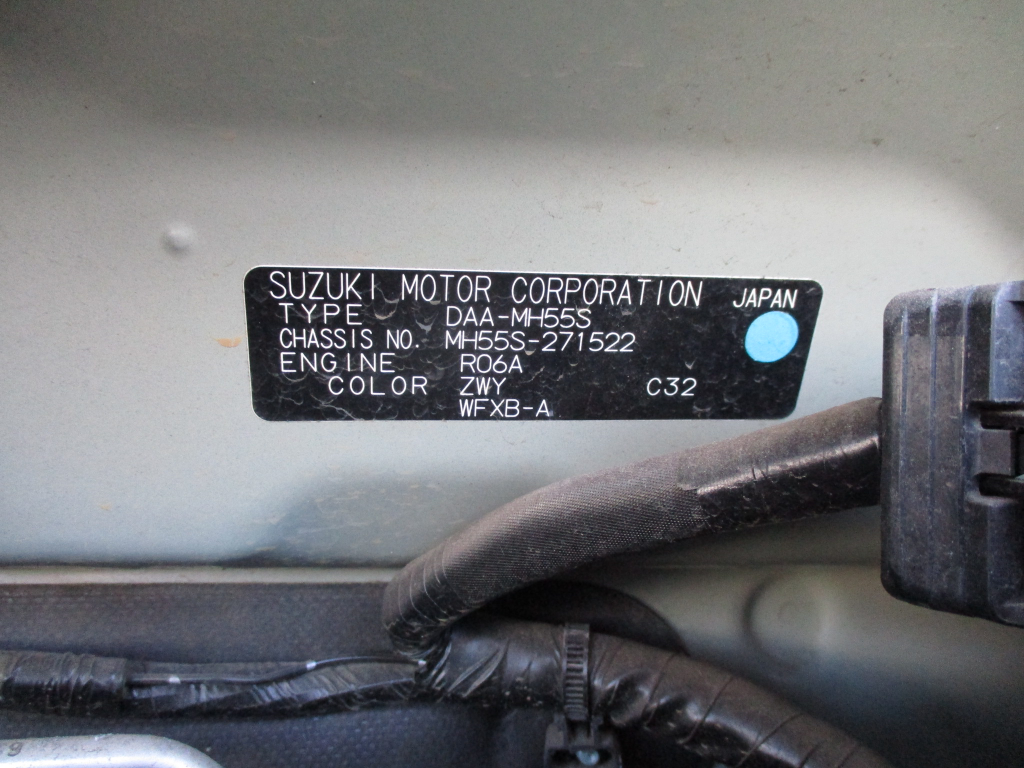 SUZUKI MOTOR CORPORATION JAPAN
TYPE DAA-MH55S
CHASSIS NO. MH55S-271522
ENGINE R06A
COLOR ZWY C32
WFXB-A